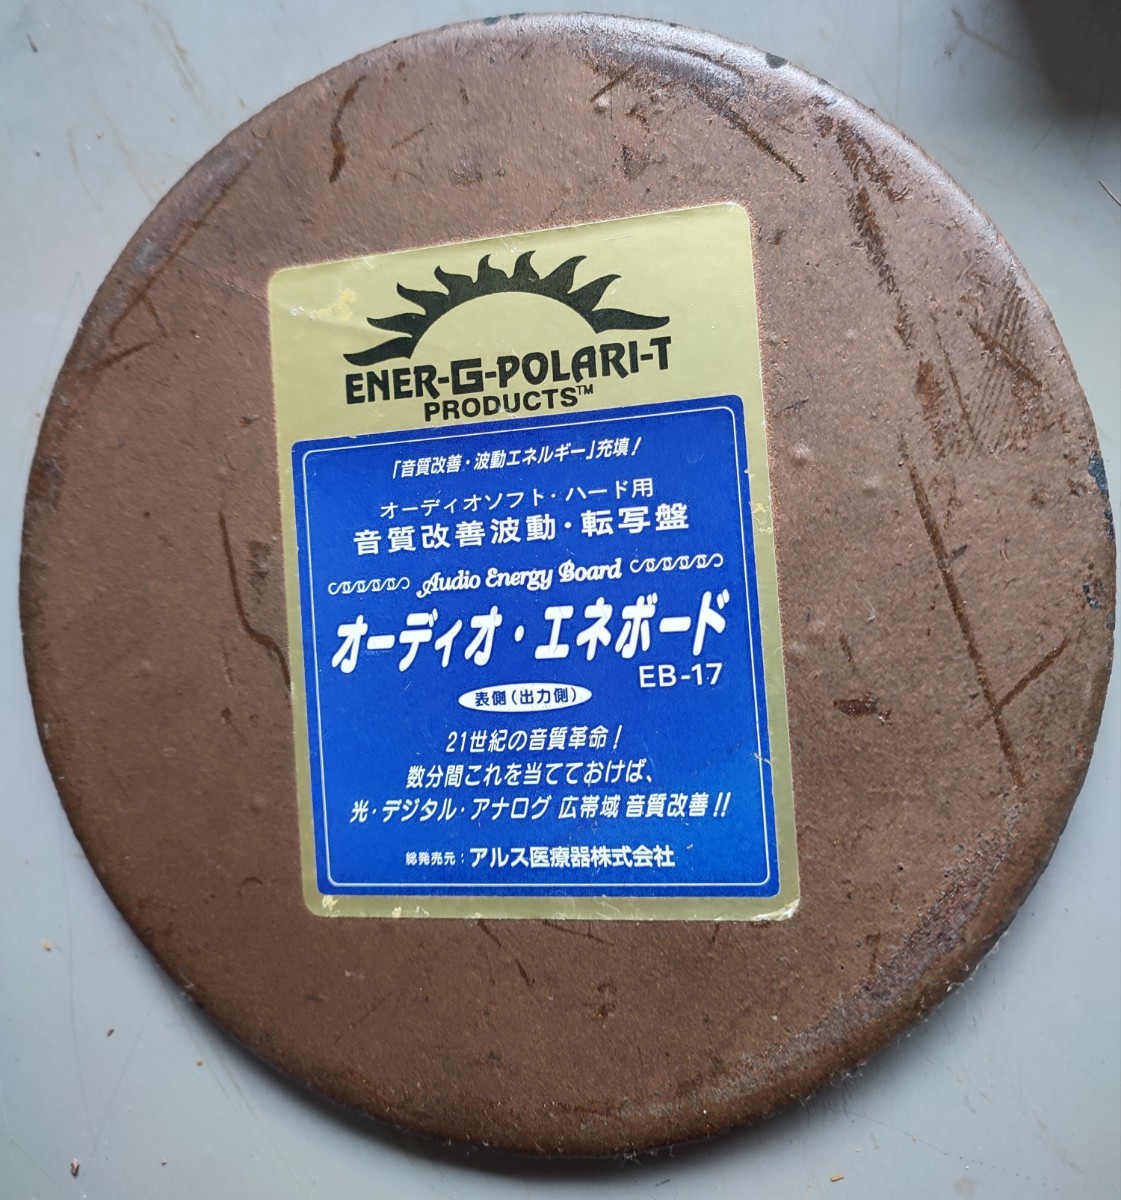 ENER-G-POLARI-T
PRODUCTS™
「音質改善・波動エネルギー」充填!
オーディオソフト・ハード用
音質改善波動・転写盤
Audio Energy Board
オーディオ・エネボード
EB-17
表側(出力側)
21世紀の音質革命!
数分間これを当てておけば、
光・デジタル・アナログ 広帯域 音質改善!!
総発売元:アルス医療器株式会社